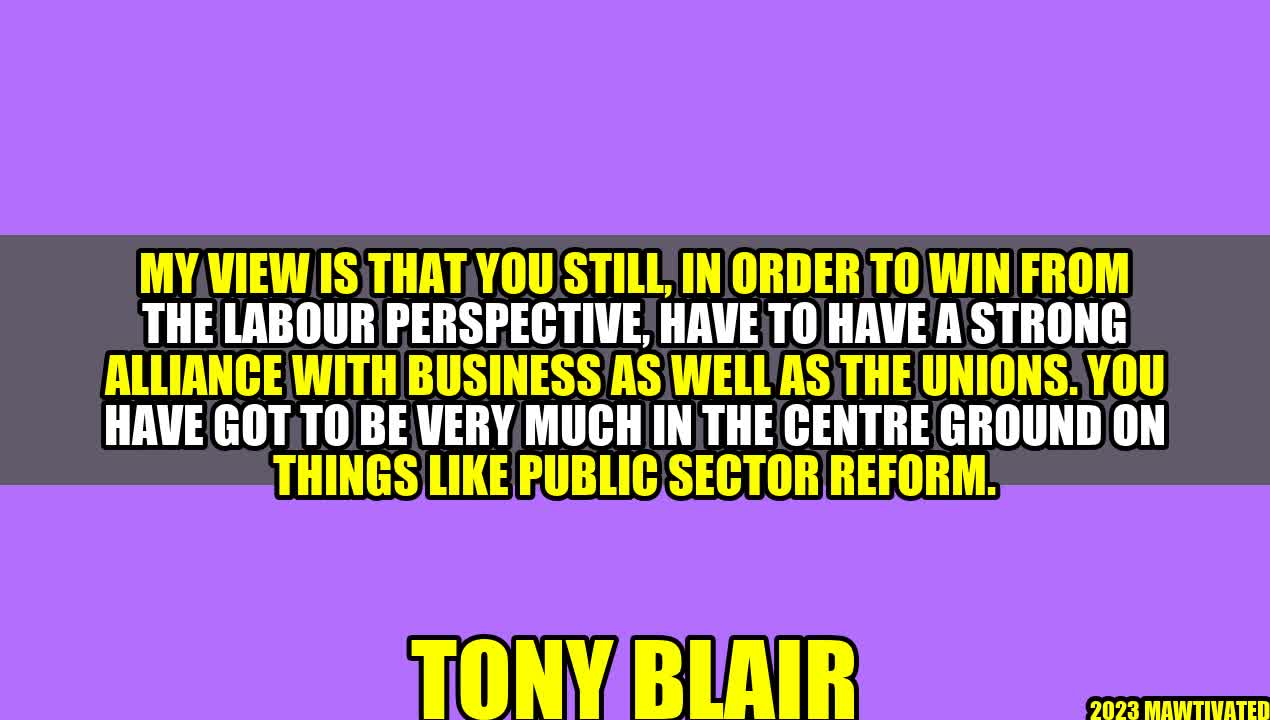 MY VIEW IS THAT YOU STILL, IN ORDER TO WIN FROM
THE LABOUR PERSPECTIVE, HAVE TO HAVE A STRONG
ALLIANCE WITH BUSINESS AS WELL AS THE UNIONS. YOU
HAVE GOT TO BE VERY MUCH IN THE CENTRE GROUND ON
THINGS LIKE PUBLIC SECTOR REFORM.
TONY BLAIR
2023 MAWTIVATED